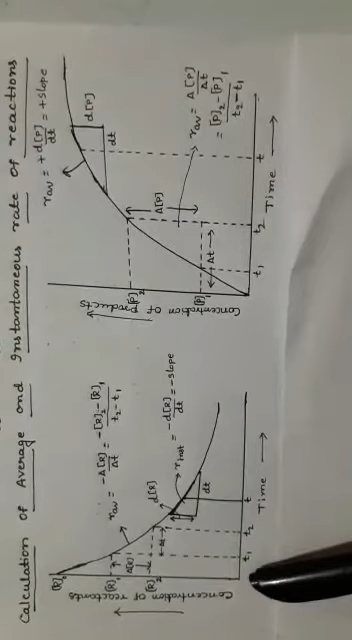 Calculation of Average and Instantaneous rate of reactions
[R]₀
[R]₁
[R]₂
Δ[R]
Δt
r_av = -Δ[R]/Δt = -[R]₂-[R]₁/t₂-t₁
d[R]
dt
r_inst = -d[R]/dt = -slope
t₁ t₂ t
Time →
Concentration of reactants
r_av = +d[P]/dt = +slope
d[P]
dt
r_av = Δ[P]/Δt
= [P]₂-[P]₁/t₂-t₁
Δ[P]
Δt
[P]₂
[P]₁
t₁ t₂ t
Time →
Concentration of products